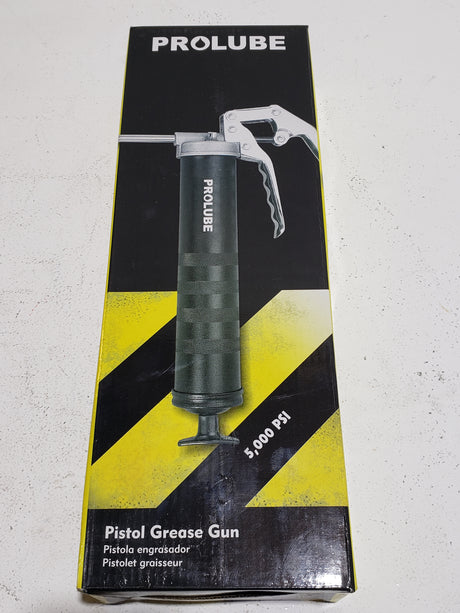 PROLUBE
PROLUBE
5,000 PSI
Pistol Grease Gun
Pistola engrasador
Pistolet graisseur